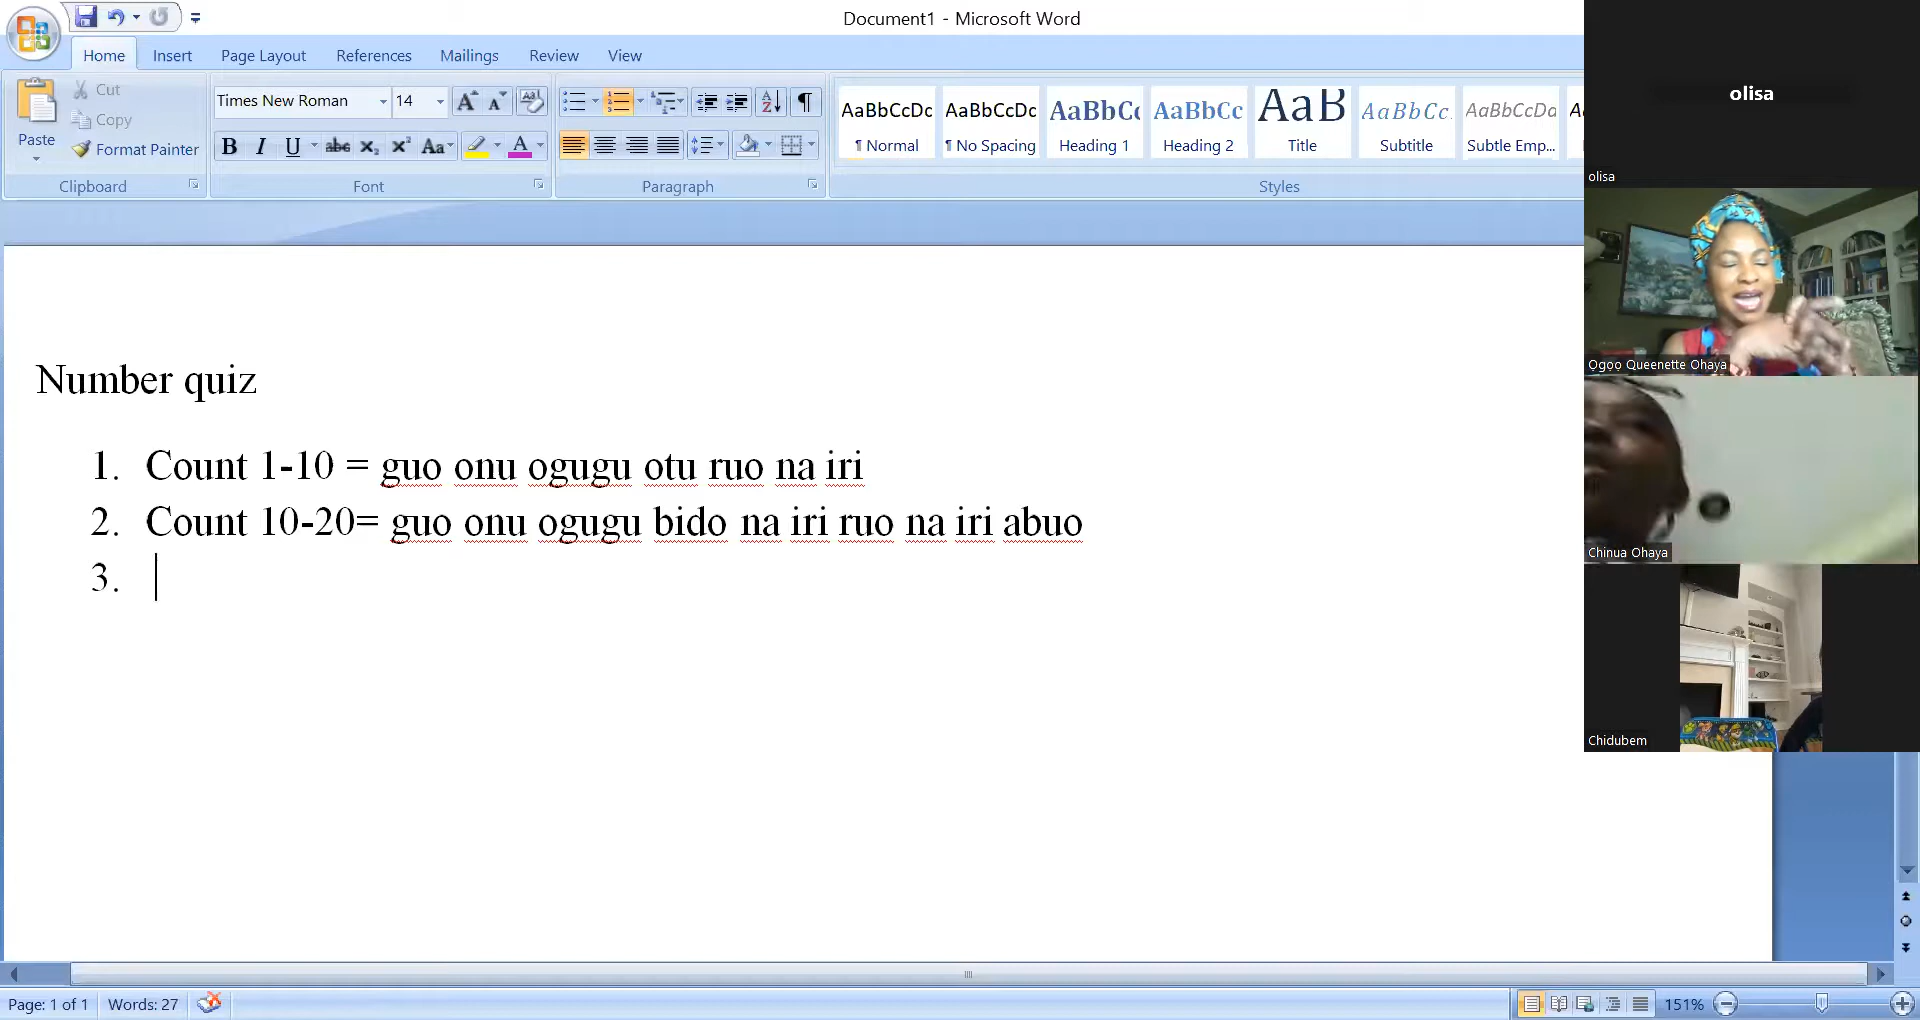 Document1 - Microsoft Word
Home Insert Page Layout References Mailings Review View
Paste
Cut
Copy
Format Painter
Clipboard
Times New Roman 14
Font
Paragraph
AaBbCcDc AaBbCcDc AaBbCc AaBbCc AaB AaBbCc. AaBbCcDd
¶ Normal ¶ No Spacing Heading 1 Heading 2 Title Subtitle Subtle Emp...
Styles
Number quiz
1. Count 1-10 = guo onu ogugu otu ruo na iri
2. Count 10-20= guo onu ogugu bido na iri ruo na iri abuo
3.
olisa
olisa
Ogoo Queenette Ohaya
Chinua Ohaya
Chidubem
Page: 1 of 1 Words: 27
151%